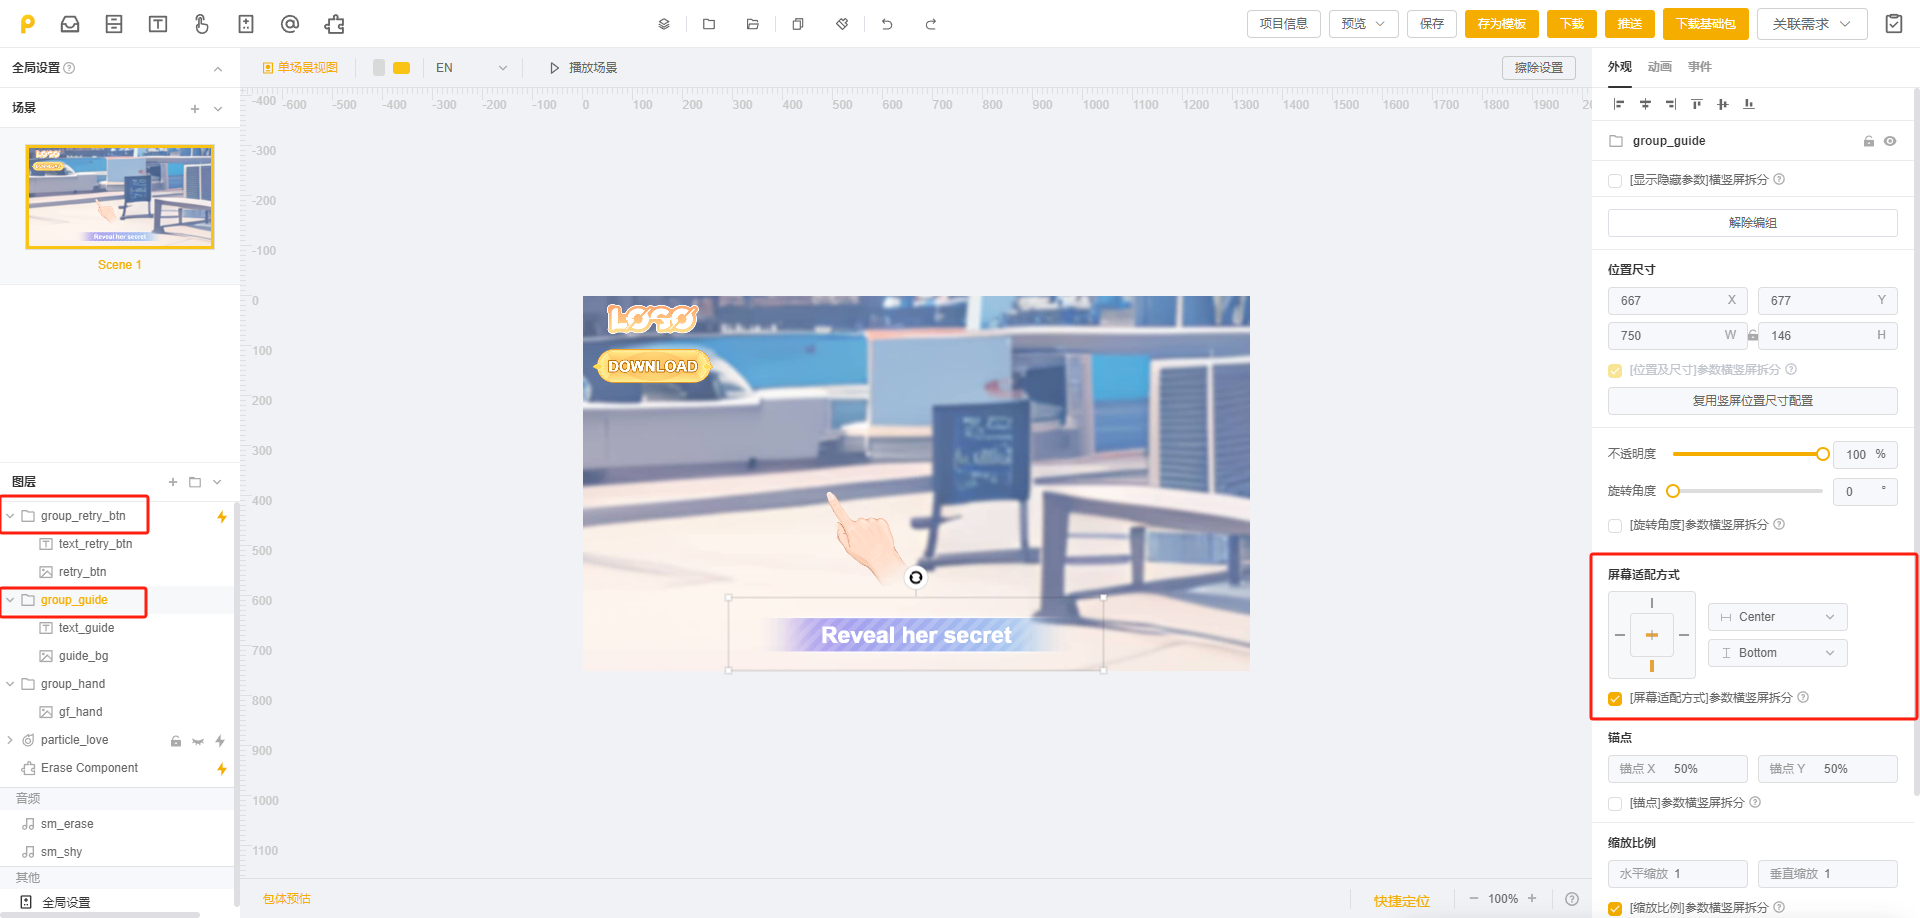 项目信息
预览
保存
存为模板
下载
推送
下载基础包
关联需求
全局设置
单场景视图
EN
播放场景
擦除设置
外观
动画
事件
场景
-400
-600
-500
-400
-300
-200
-100
0
100
200
300
400
500
600
700
800
900
1000
1100
1200
1300
1400
1500
1600
1700
1800
1900
20
-300
-200
-100
0
100
200
300
400
500
600
700
800
900
1000
1100
LOGO
DOWNLOAD
Reveal her secret
Scene 1
LOGO
DOWNLOAD
Reveal her secret
图层
group_retry_btn
text_retry_btn
retry_btn
group_guide
text_guide
guide_bg
group_hand
gf_hand
particle_love
Erase Component
音频
sm_erase
sm_shy
其他
全局设置
包体预估
快捷定位
100%
group_guide
[显示隐藏参数]横竖屏拆分
解除编组
位置尺寸
667 X
677 Y
750 W
146 H
[位置及尺寸]参数横竖屏拆分
复用竖屏位置尺寸配置
不透明度
100 %
旋转角度
0 °
[旋转角度]参数横竖屏拆分
屏幕适配方式
Center
Bottom
[屏幕适配方式]参数横竖屏拆分
锚点
锚点 X 50%
锚点 Y 50%
[锚点]参数横竖屏拆分
缩放比例
水平缩放 1
垂直缩放 1
[缩放比例]参数横竖屏拆分